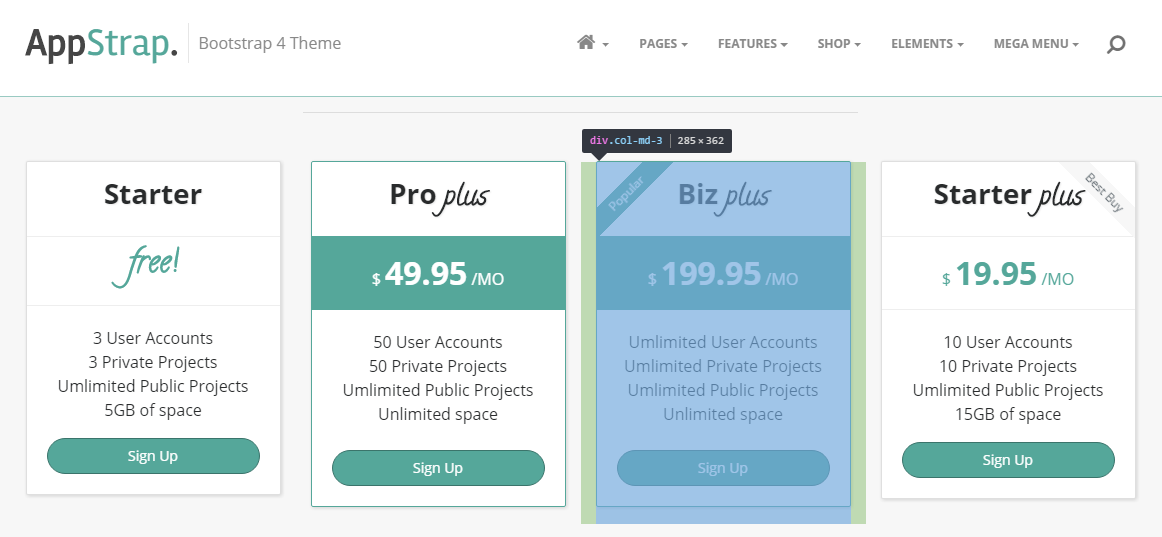 AppStrap. Bootstrap 4 Theme
PAGES FEATURES SHOP ELEMENTS MEGA MENU
div.col-md-3 285 × 362
Starter
free!
3 User Accounts
3 Private Projects
Umlimited Public Projects
5GB of space
Sign Up
Pro plus
$ 49.95 /MO
50 User Accounts
50 Private Projects
Umlimited Public Projects
Unlimited space
Sign Up
Popular
Biz plus
$ 199.95 /MO
Umlimited User Accounts
Umlimited Private Projects
Umlimited Public Projects
Unlimited space
Sign Up
Best Buy
Starter plus
$ 19.95 /MO
10 User Accounts
10 Private Projects
Umlimited Public Projects
15GB of space
Sign Up